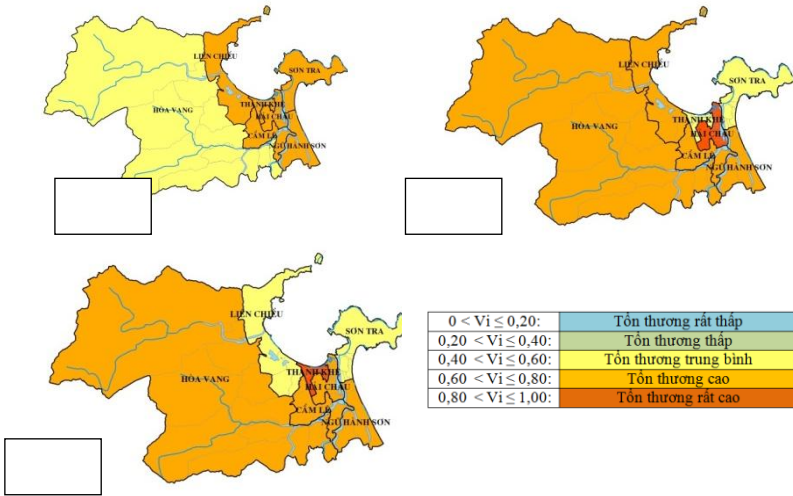 LIÊN CHIỂU
SƠN TRA
THANH KHÊ
HẢI CHÂU
HÒA VANG
CẨM LỆ
NGŨ HÀNH SƠN
LIÊN CHIỂU
SƠN TRA
THANH KHÊ
HẢI CHÂU
HÒA VANG
CẨM LỆ
NGŨ HÀNH SƠN
LIÊN CHIỂU
SƠN TRA
THANH KHÊ
HẢI CHÂU
HÒA VANG
CẨM LỆ
NGŨ HÀNH SƠN
0 < Vi ≤ 0,20: Tổn thương rất thấp
0,20 < Vi ≤ 0,40: Tổn thương thấp
0,40 < Vi ≤ 0,60: Tổn thương trung bình
0,60 < Vi ≤ 0,80: Tổn thương cao
0,80 < Vi ≤ 1,00: Tổn thương rất cao